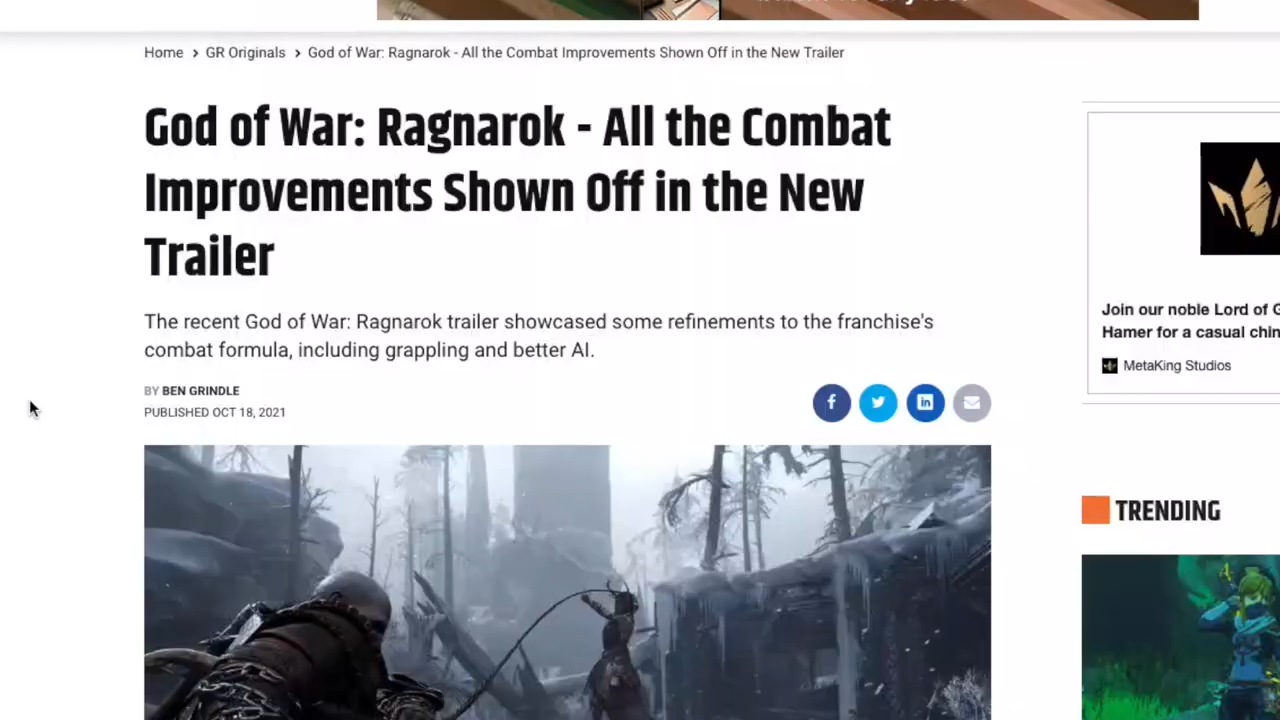 Home > GR Originals > God of War: Ragnarok - All the Combat Improvements Shown Off in the New Trailer
God of War: Ragnarok - All the Combat
Improvements Shown Off in the New
Trailer
The recent God of War: Ragnarok trailer showcased some refinements to the franchise's
combat formula, including grappling and better AI.
BY BEN GRINDLE
PUBLISHED OCT 18, 2021
Join our noble Lord of G
Hamer for a casual chin
MetaKing Studios
TRENDING